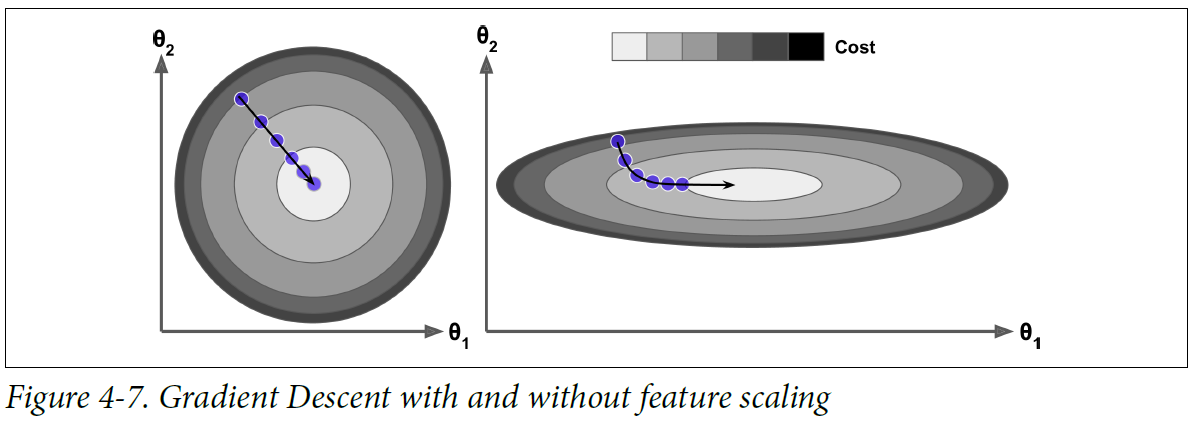 θ2
θ1
θ2
Cost
θ1
Figure 4-7. Gradient Descent with and without feature scaling